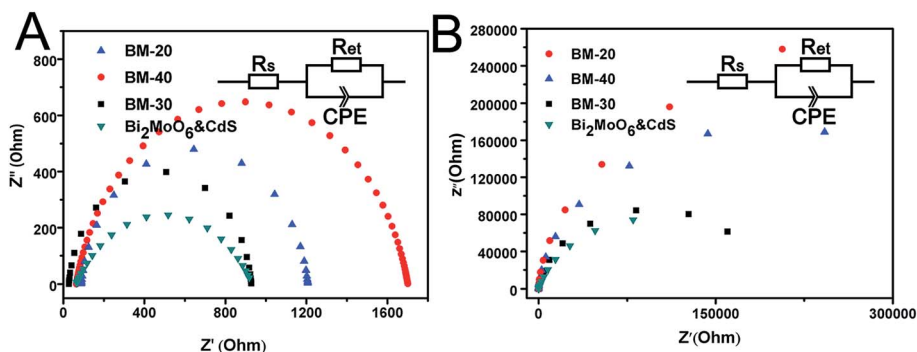 A
800
600
400
200
0
Z'' (Ohm)
BM-20
BM-40
BM-30
Bi₂MoO₆&CdS
Rs
Ret
CPE
0 400 800 1200 1600
Z' (Ohm)
B
280000
240000
200000
160000
120000
80000
40000
0
z''(Ohm)
BM-20
BM-40
BM-30
Bi₂MoO₆&CdS
Rs
Ret
CPE
0 150000 300000
Z'(Ohm)